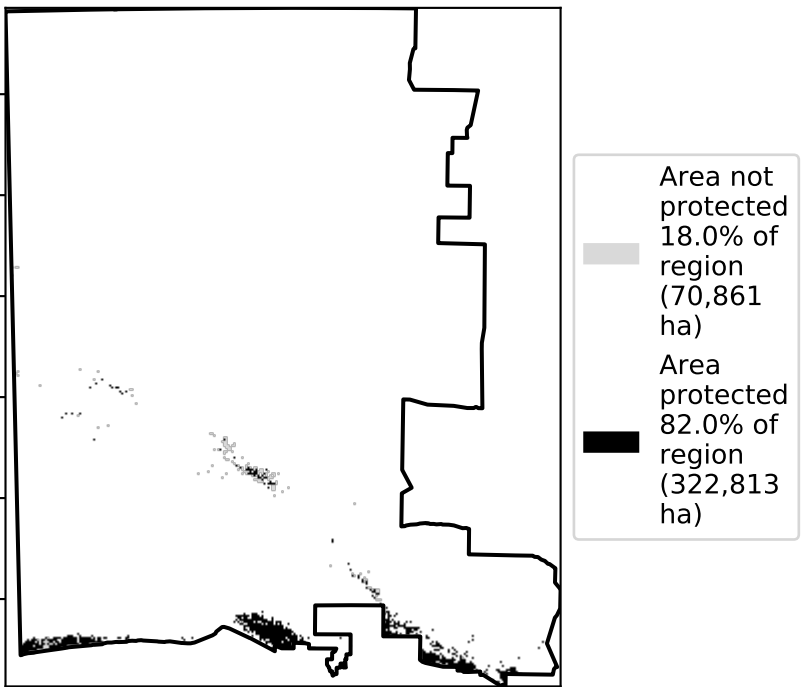 Area not
protected
18.0% of
region
(70,861
ha)
Area
protected
82.0% of
region
(322,813
ha)